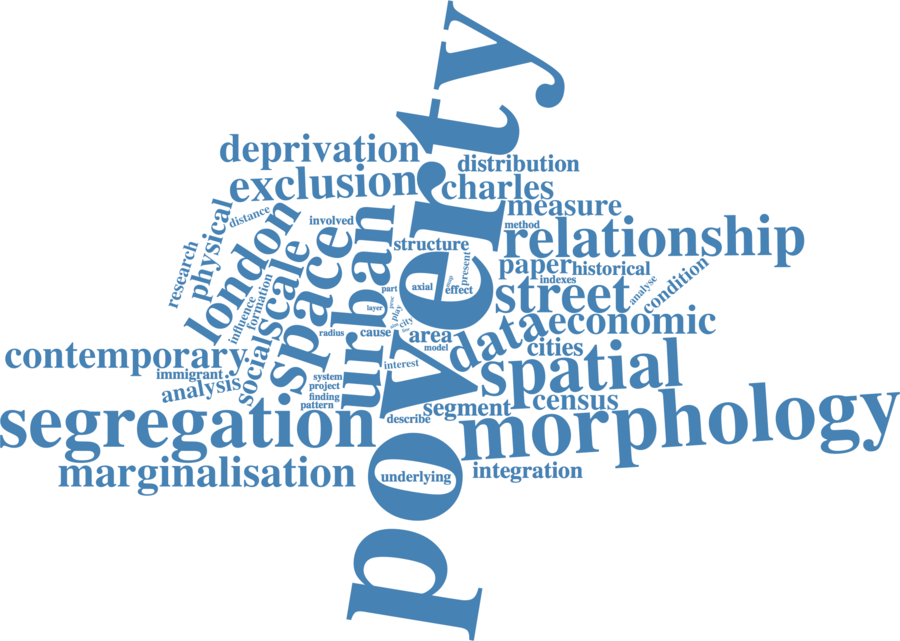 poverty
deprivation
distribution
exclusion
charles
measure
physical
distance
london
involved
method
relationship
research
scale
space
urban
structure
present
paper
historical
indexes
condition
analyse
influence
formation
axial
effect
part
layer
play
city
street
economic
radius
cause
area
model
data
cities
contemporary
social
immigrant
analysis
interest
spatial
system
project
finding
pattern
segregation
describe
segment
census
morphology
marginalisation
underlying
integration